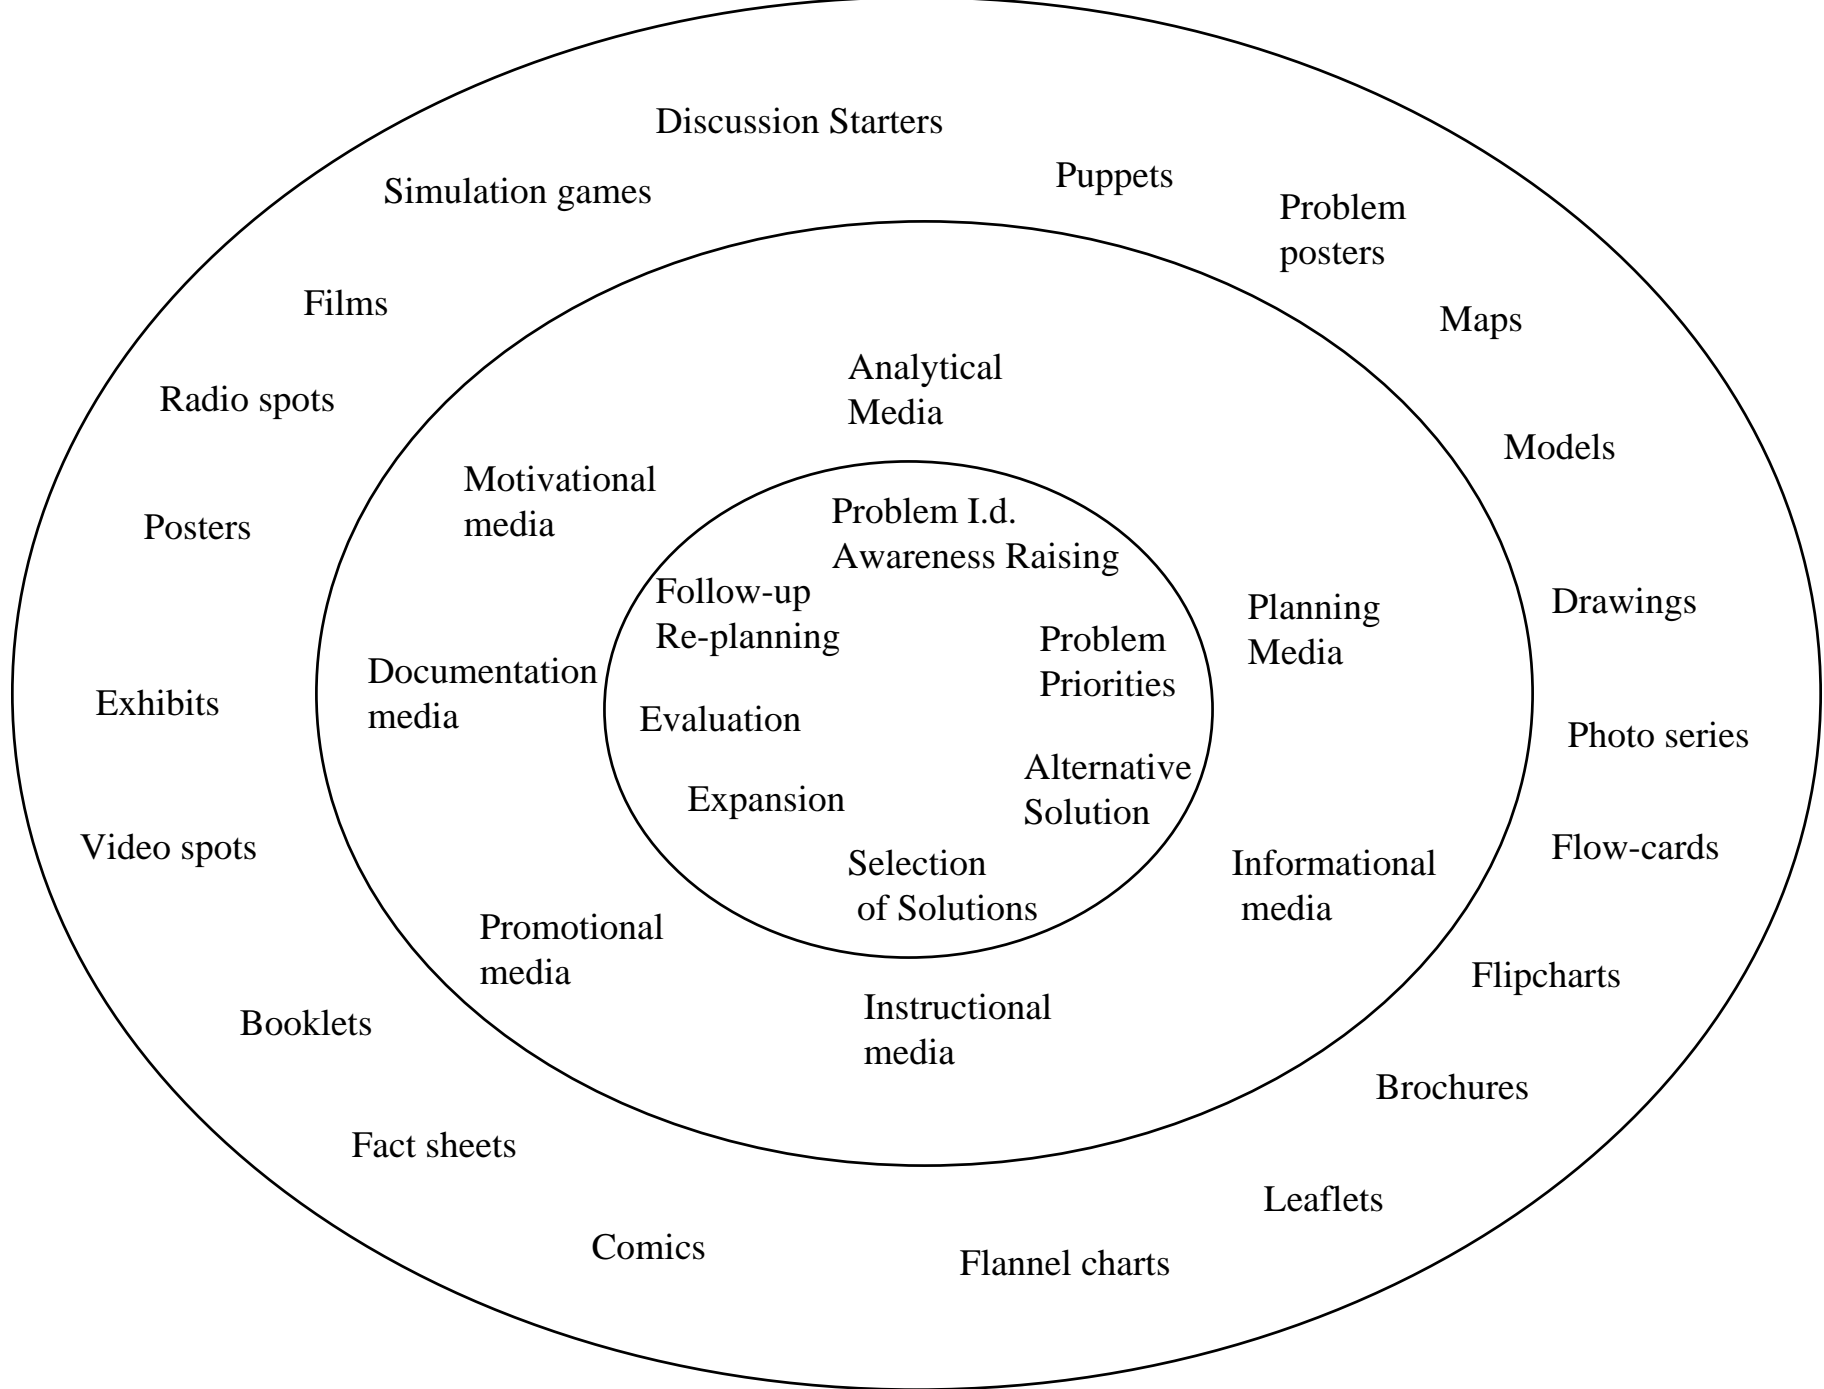 Discussion Starters
Puppets
Simulation games
Problem
posters
Films
Maps
Analytical
Media
Radio spots
Models
Motivational
media
Problem I.d.
Awareness Raising
Posters
Follow-up
Re-planning
Planning
Media
Drawings
Problem
Priorities
Documentation
media
Exhibits
Evaluation
Photo series
Alternative
Solution
Expansion
Video spots
Flow-cards
Selection
of Solutions
Informational
media
Promotional
media
Flipcharts
Instructional
media
Booklets
Brochures
Fact sheets
Leaflets
Comics
Flannel charts